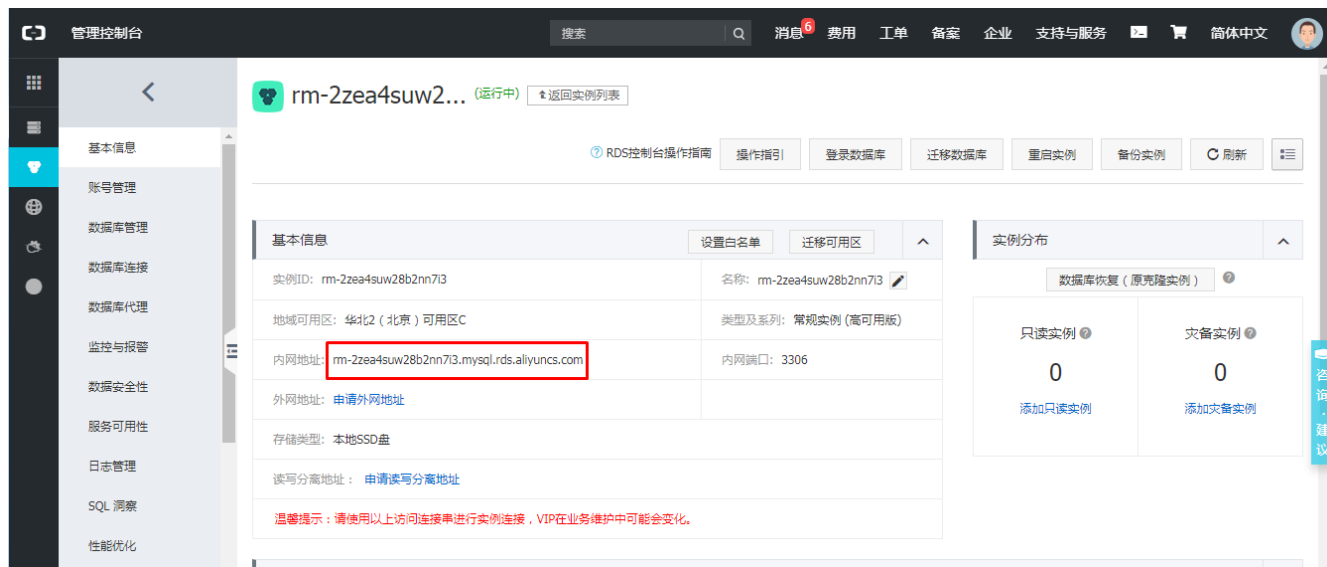 管理控制台 搜索 消息 6 费用 工单 备案 企业 支持与服务 简体中文
rm-2zea4suw2... (运行中) 返回实例列表
RDS控制台操作指南 操作指引 登录数据库 迁移数据库 重启实例 备份实例 刷新
基本信息
账号管理
数据库管理
数据库连接
数据库代理
监控与报警
数据安全性
服务可用性
日志管理
SQL 洞察
性能优化
基本信息 设置白名单 迁移可用区
实例ID: rm-2zea4suw28b2nn7i3 名称: rm-2zea4suw28b2nn7i3
地域可用区: 华北2 ( 北京 ) 可用区C 类型及系列: 常规实例 (高可用版)
内网地址: rm-2zea4suw28b2nn7i3.mysql.rds.aliyuncs.com 内网端口: 3306
外网地址: 申请外网地址
存储类型: 本地SSD盘
读写分离地址 : 申请读写分离地址
温馨提示 : 请使用以上访问连接串进行实例连接 , VIP在业务维护中可能会变化。
实例分布
数据库恢复 ( 原克隆实例 )
只读实例 灾备实例
0 0
添加只读实例 添加灾备实例
咨询·建议